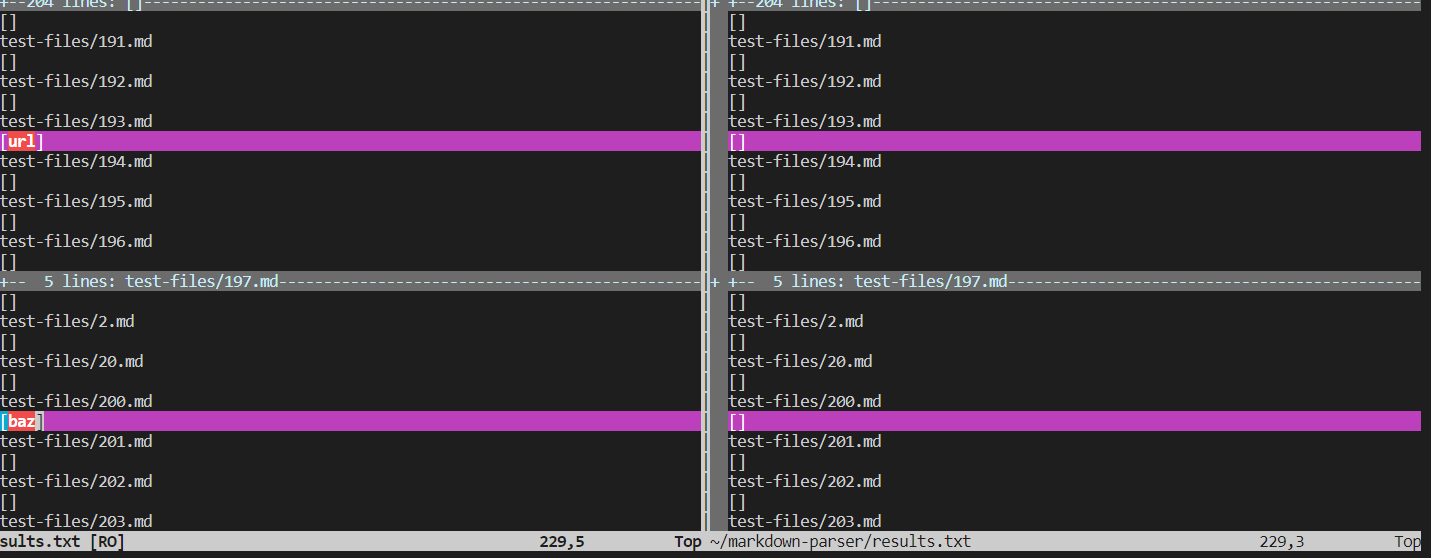 +--204 lines: []--------------------------------------------------------------
[]
test-files/191.md
[]
test-files/192.md
[]
test-files/193.md
[url]
test-files/194.md
[]
test-files/195.md
[]
test-files/196.md
[]
+--  5 lines: test-files/197.md-----------------------------------------------
[]
test-files/2.md
[]
test-files/20.md
[]
test-files/200.md
[baz]
test-files/201.md
[]
test-files/202.md
[]
test-files/203.md
sults.txt [RO] 229,5 Top
+ +--204 lines: []-------------------------------------------------------------
[]
test-files/191.md
[]
test-files/192.md
[]
test-files/193.md
[]
test-files/194.md
[]
test-files/195.md
[]
test-files/196.md
[]
+ +--  5 lines: test-files/197.md----------------------------------------------
[]
test-files/2.md
[]
test-files/20.md
[]
test-files/200.md
[]
test-files/201.md
[]
test-files/202.md
[]
test-files/203.md
~/markdown-parser/results.txt 229,3 Top